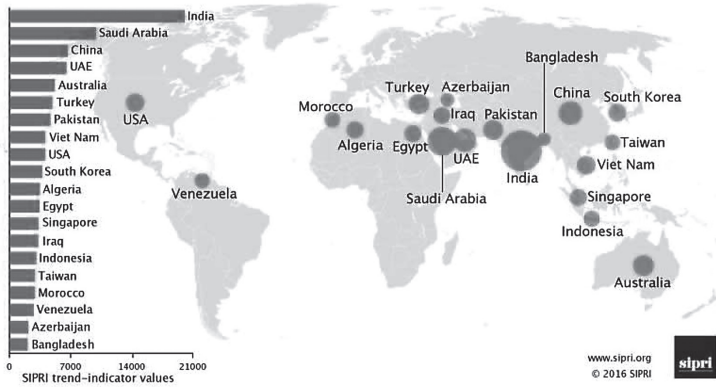 India
Saudi Arabia
China
UAE
Australia
Turkey
Pakistan
Viet Nam
USA
South Korea
Algeria
Egypt
Singapore
Iraq
Indonesia
Taiwan
Morocco
Venezuela
Azerbaijan
Bangladesh
0 7000 14000 21000
SIPRI trend-indicator values
USA
Venezuela
Morocco
Algeria
Turkey
Azerbaijan
Iraq
Egypt
UAE
Saudi Arabia
Pakistan
Bangladesh
India
China
South Korea
Taiwan
Viet Nam
Singapore
Indonesia
Australia
www.sipri.org
© 2016 SIPRI
sipri